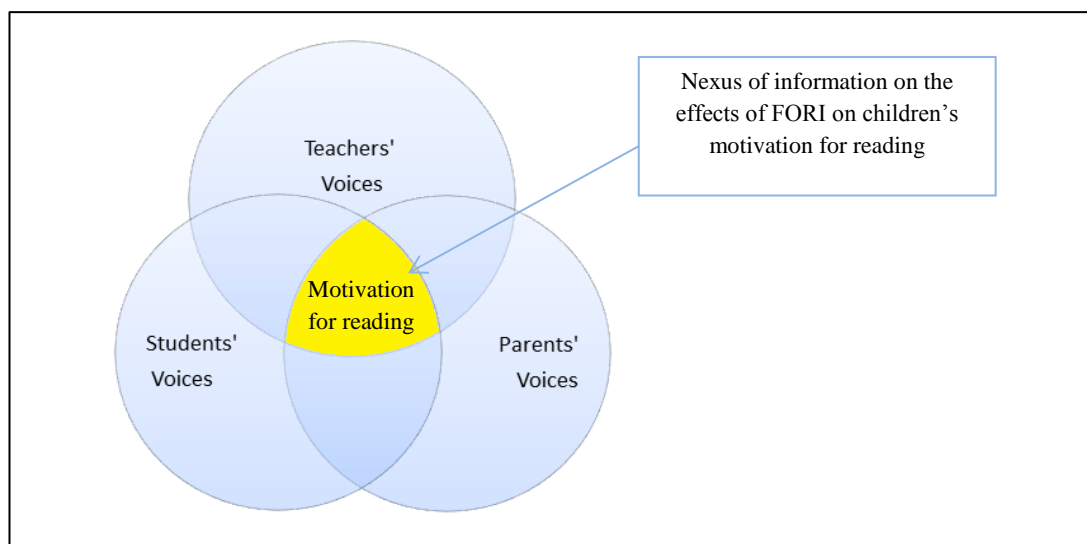 Nexus of information on the
effects of FORI on children’s
motivation for reading
Teachers'
Voices
Motivation
for reading
Students'
Voices
Parents'
Voices